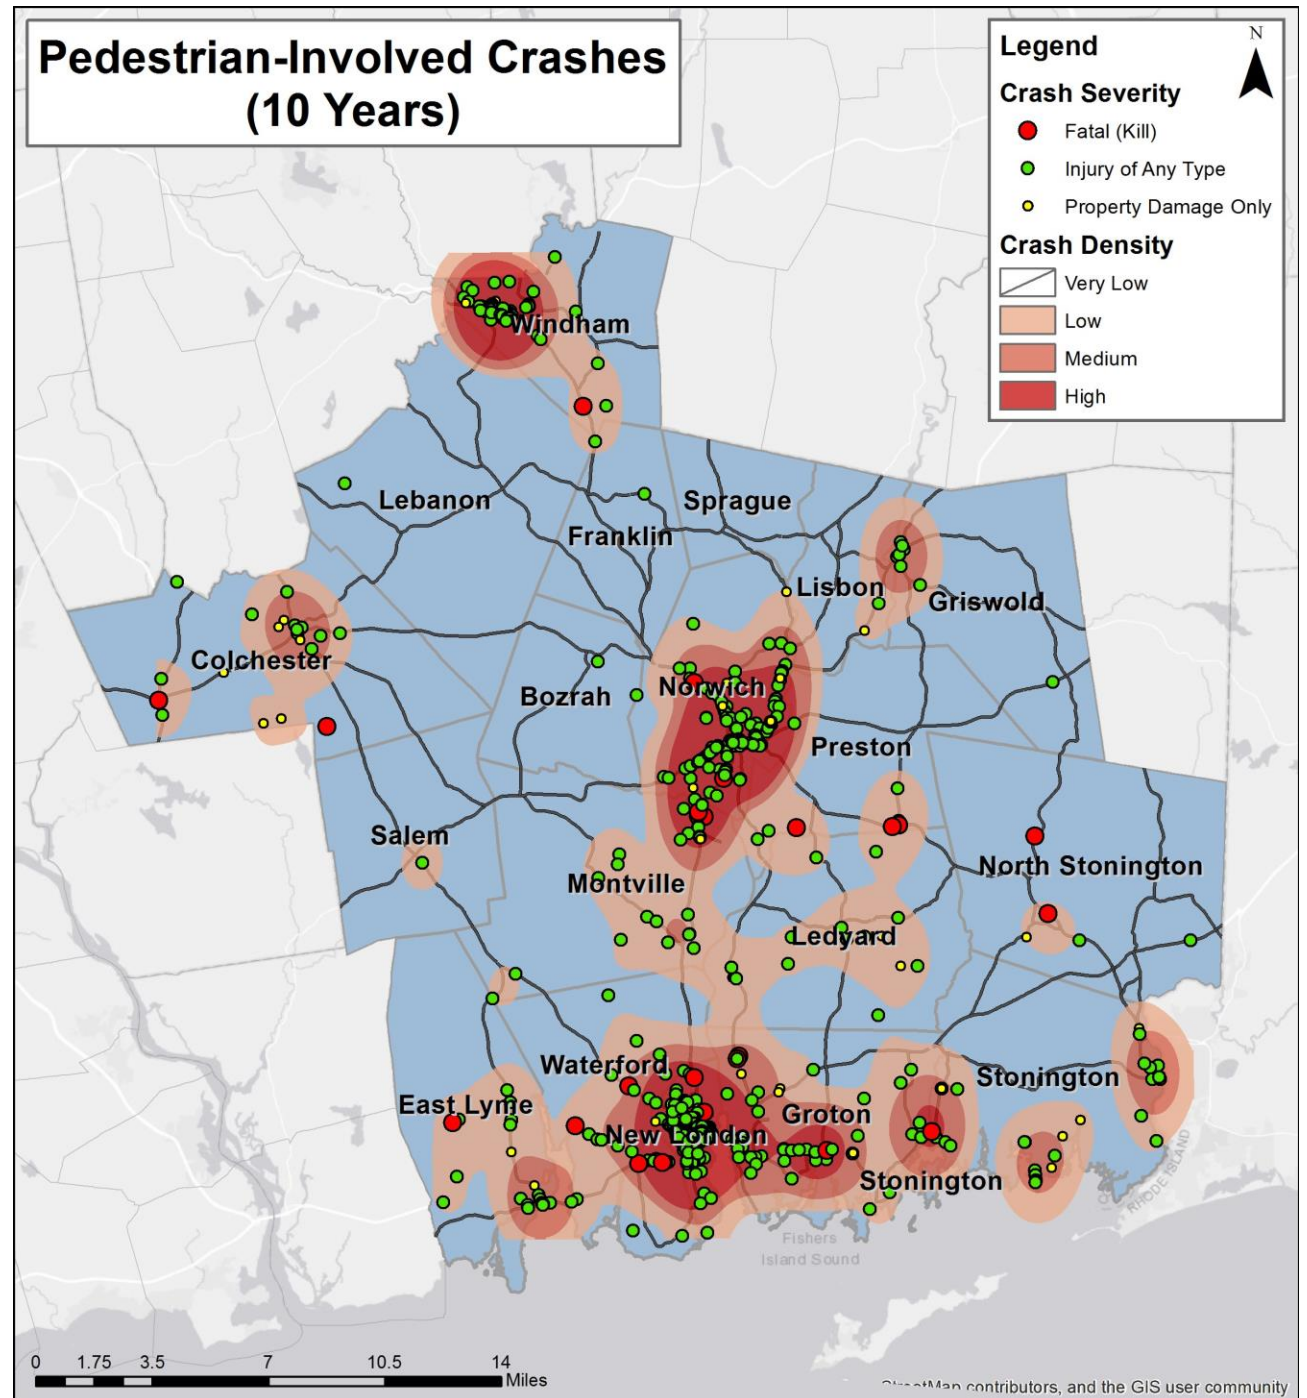 Pedestrian-Involved Crashes
(10 Years)
Legend
N
Crash Severity
Fatal (Kill)
Injury of Any Type
Property Damage Only
Crash Density
Very Low
Low
Medium
High
Windham
Lebanon
Sprague
Franklin
Lisbon
Griswold
Colchester
Norwich
Bozrah
Preston
Salem
North Stonington
Montville
Ledyard
Waterford
Stonington
East Lyme
Groton
New London
Stonington
RHODE ISLAND
Fishers
Island Sound
0 1.75 3.5 7 10.5 14
Miles
contributors, and the GIS user community